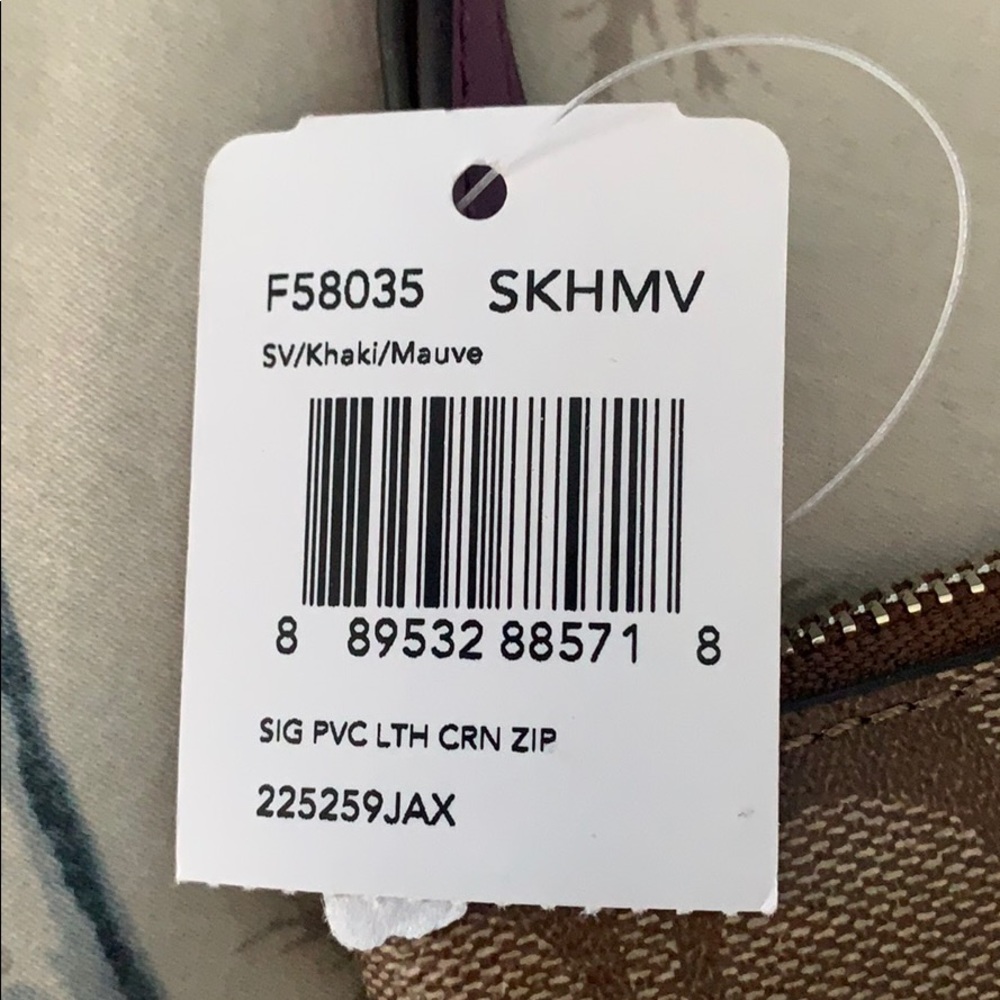 F58035 SKHMV
SV/Khaki/Mauve
8 89532 88571 8
SIG PVC LTH CRN ZIP
225259JAX